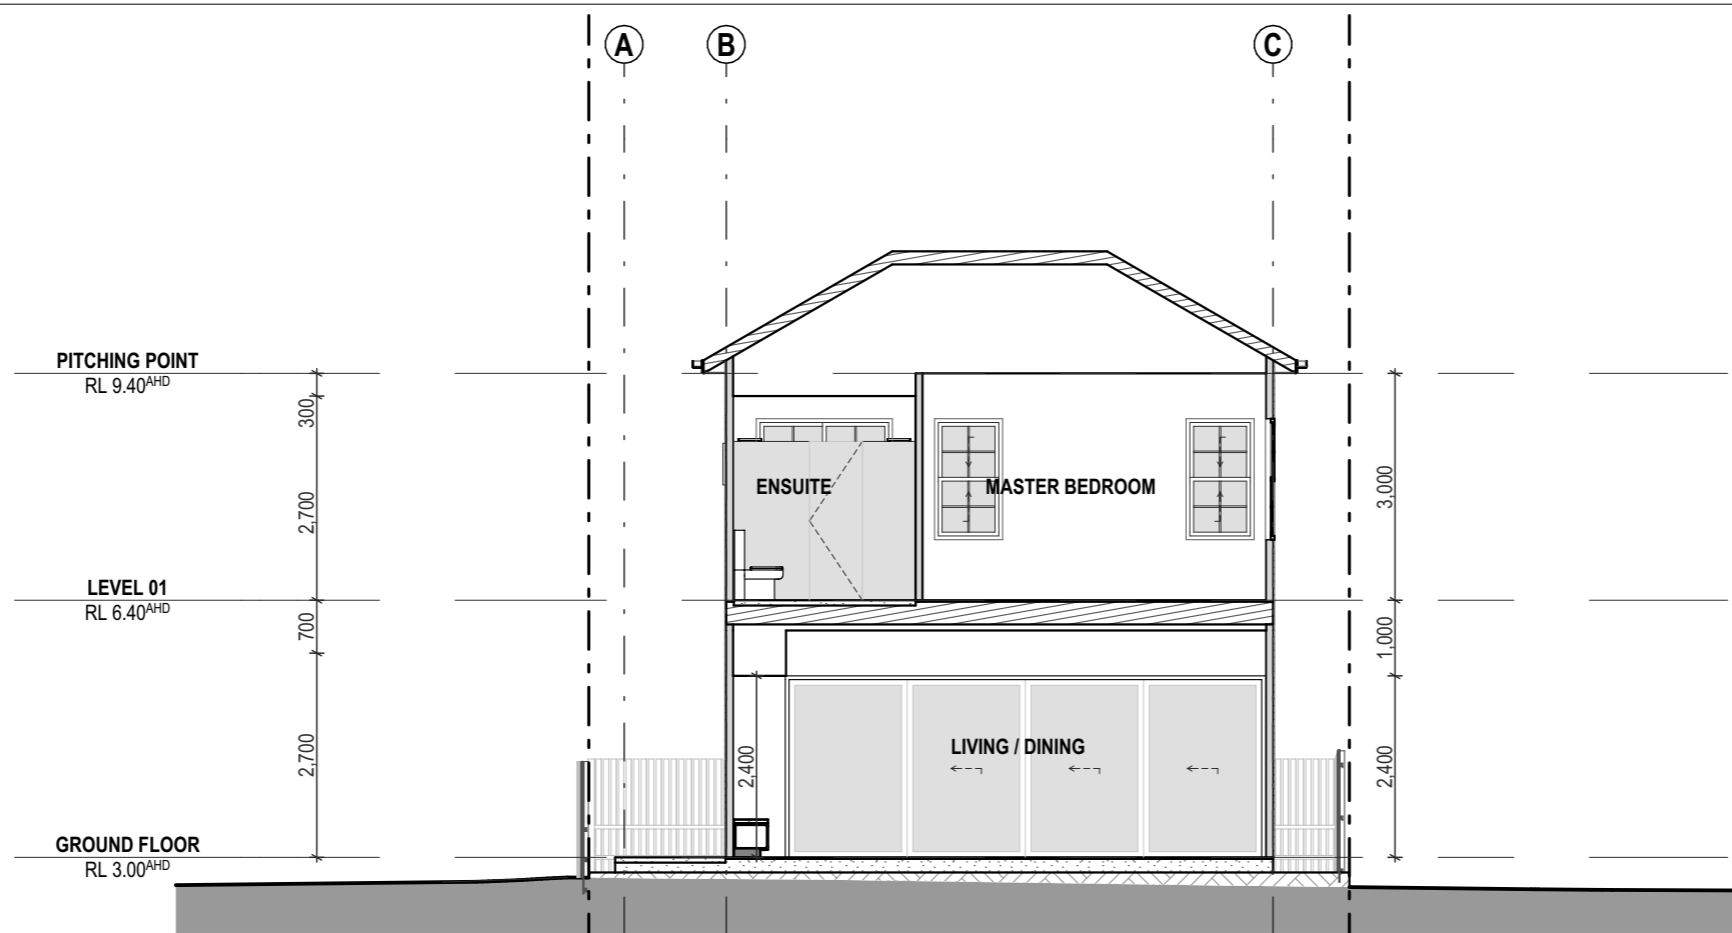 A
B
C
PITCHING POINT
RL 9.40AHD
300
2,700
ENSUITE
MASTER BEDROOM
3,000
LEVEL 01
RL 6.40AHD
700
1,000
2,700
2,400
LIVING / DINING
2,400
GROUND FLOOR
RL 3.00AHD